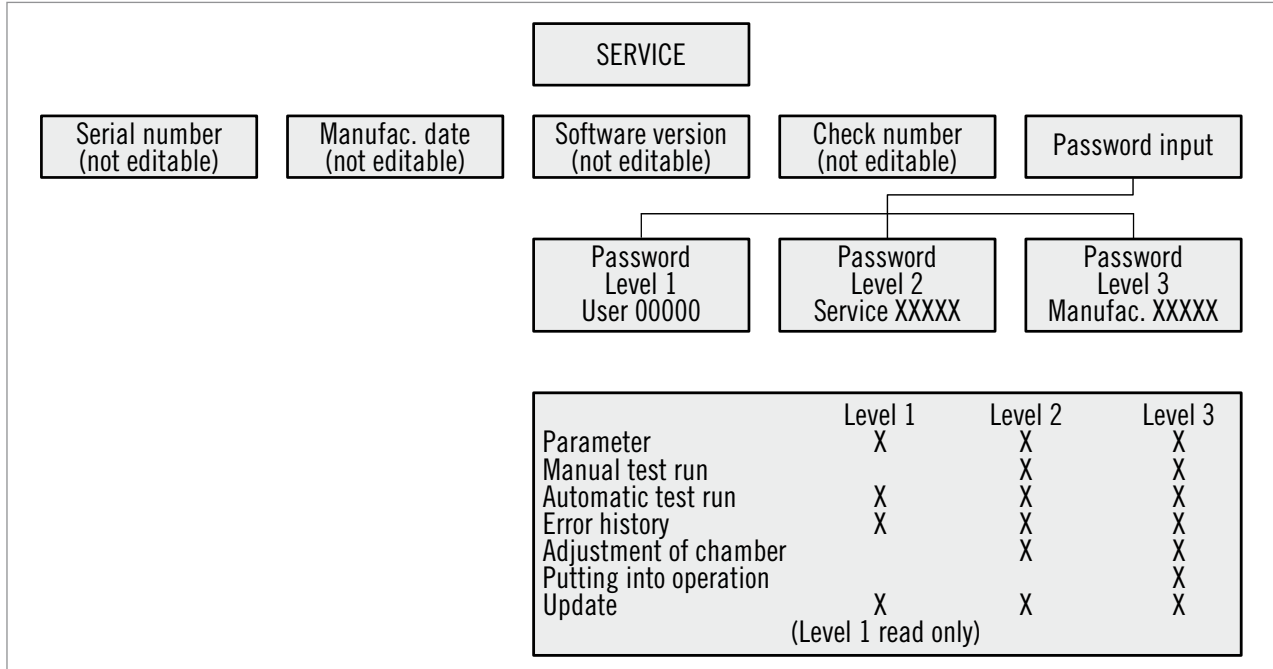 SERVICE
Serial number
(not editable)
Manufac. date
(not editable)
Software version
(not editable)
Check number
(not editable)
Password input
Password
Level 1
User 00000
Password
Level 2
Service XXXXX
Password
Level 3
Manufac. XXXXX
Level 1 Level 2 Level 3
Parameter X X X
Manual test run X X
Automatic test run X X X
Error history X X X
Adjustment of chamber X X
Putting into operation X
Update X X X
(Level 1 read only)